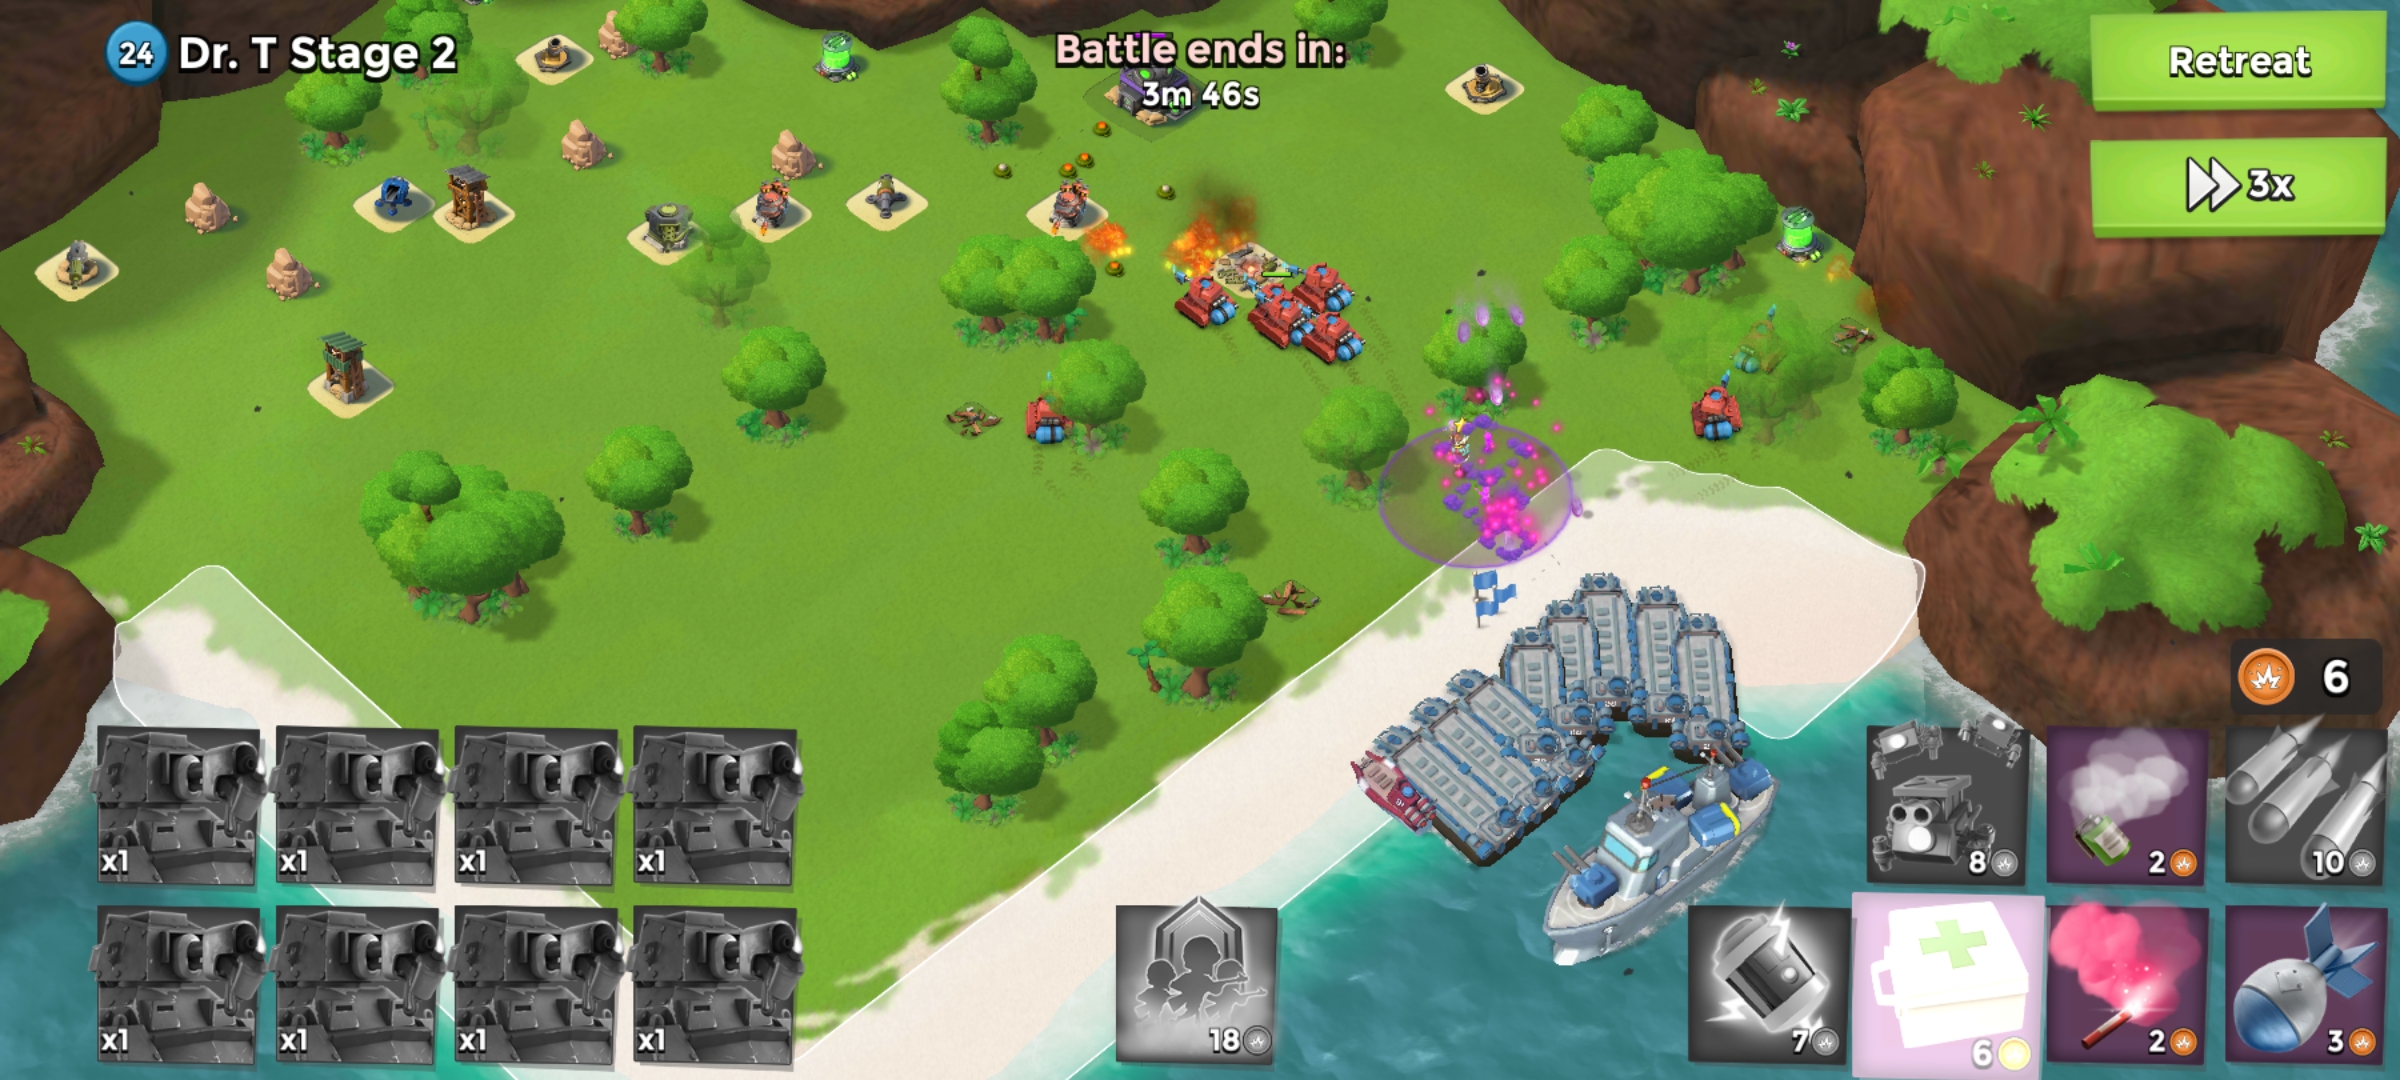 24 Dr. T Stage 2
Battle ends in:
3m 46s
Retreat
3x
6
x1 x1 x1 x1
8 2 10
x1 x1 x1 x1
18 7 6 2 3